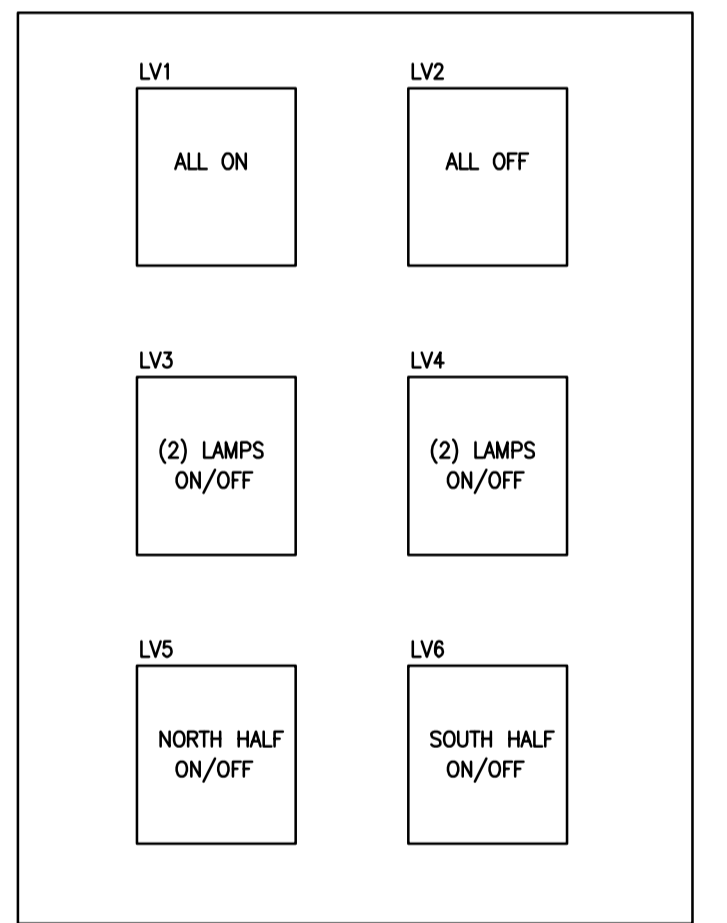 LV1
ALL ON
LV2
ALL OFF
LV3
(2) LAMPS
ON/OFF
LV4
(2) LAMPS
ON/OFF
LV5
NORTH HALF
ON/OFF
LV6
SOUTH HALF
ON/OFF